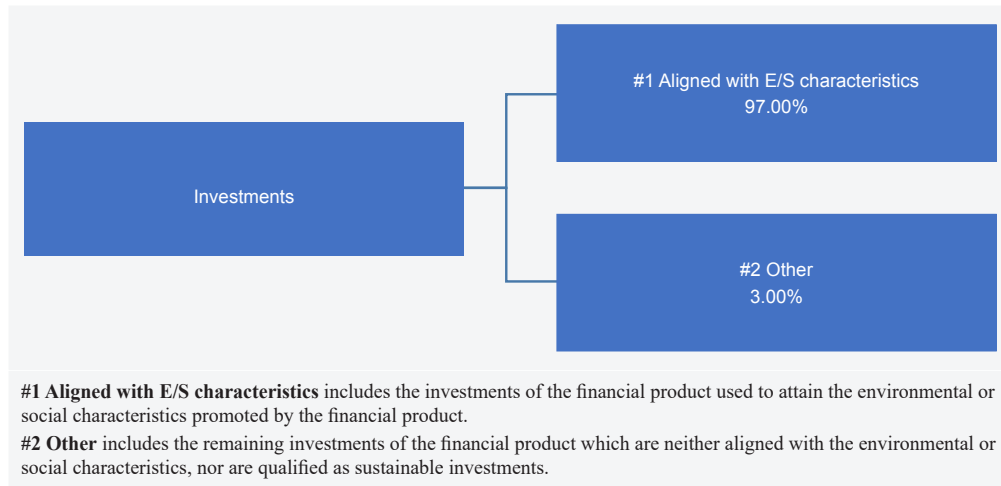 #1 Aligned with E/S characteristics
97.00%
Investments
#2 Other
3.00%
#1 Aligned with E/S characteristics includes the investments of the financial product used to attain the environmental or
social characteristics promoted by the financial product.
#2 Other includes the remaining investments of the financial product which are neither aligned with the environmental or
social characteristics, nor are qualified as sustainable investments.